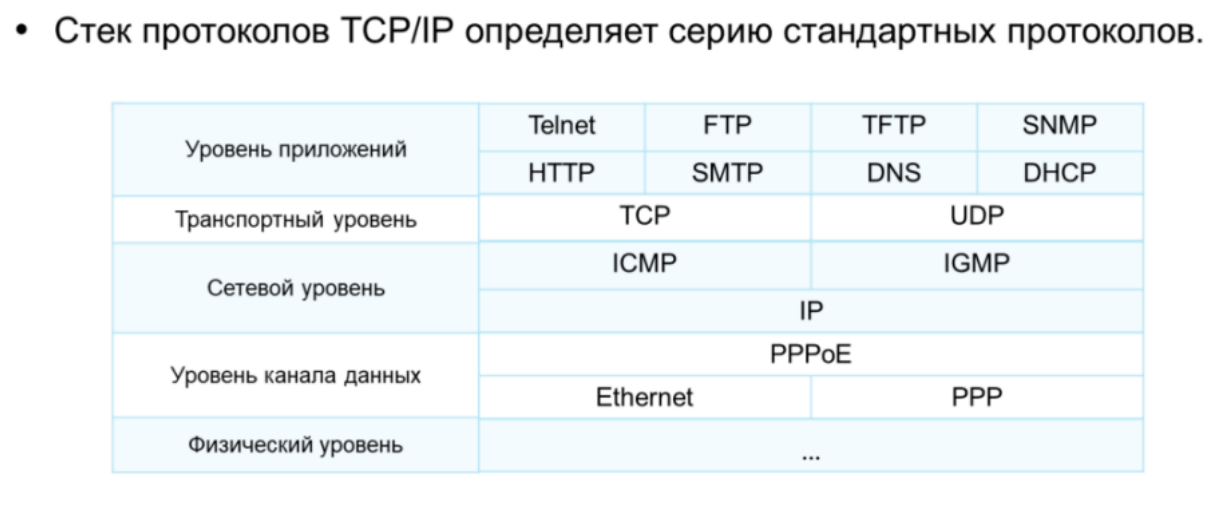 • Стек протоколов TCP/IP определяет серию стандартных протоколов.
Уровень приложений
Telnet FTP TFTP SNMP
HTTP SMTP DNS DHCP
Транспортный уровень
TCP UDP
Сетевой уровень
ICMP IGMP
IP
Уровень канала данных
PPPoE
Ethernet PPP
Физический уровень
...